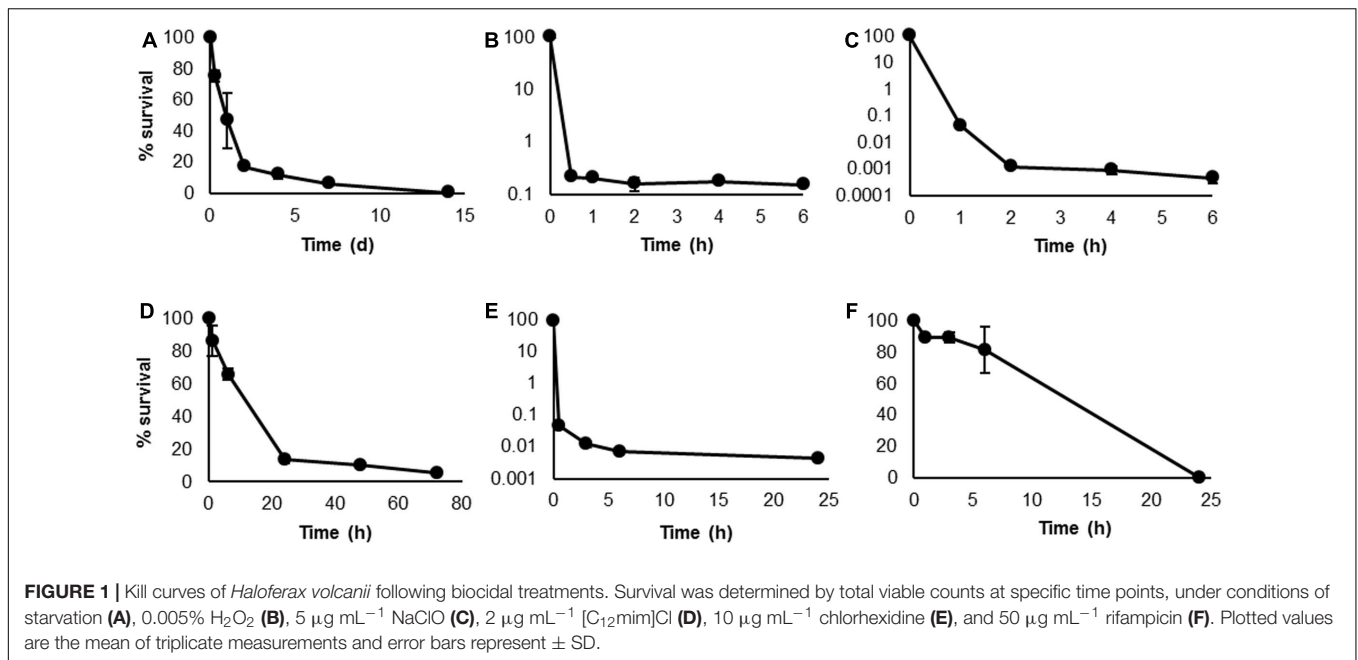 A
% survival
100
80
60
40
20
0
0 5 10 15
Time (d)
B
100
10
1
0.1
0 1 2 3 4 5 6
Time (h)
C
100
10
1
0.1
0.01
0.001
0.0001
0 1 2 3 4 5 6
Time (h)
D
% survival
100
80
60
40
20
0
0 20 40 60 80
Time (h)
E
100
10
1
0.1
0.01
0.001
0 5 10 15 20 25
Time (h)
F
100
80
60
40
20
0
0 5 10 15 20 25
Time (h)
FIGURE 1 | Kill curves of Haloferax volcanii following biocidal treatments. Survival was determined by total viable counts at specific time points, under conditions of
starvation (A), 0.005% H₂O₂ (B), 5 μg mL⁻¹ NaClO (C), 2 μg mL⁻¹ [C₁₂mim]Cl (D), 10 μg mL⁻¹ chlorhexidine (E), and 50 μg mL⁻¹ rifampicin (F). Plotted values
are the mean of triplicate measurements and error bars represent ± SD.